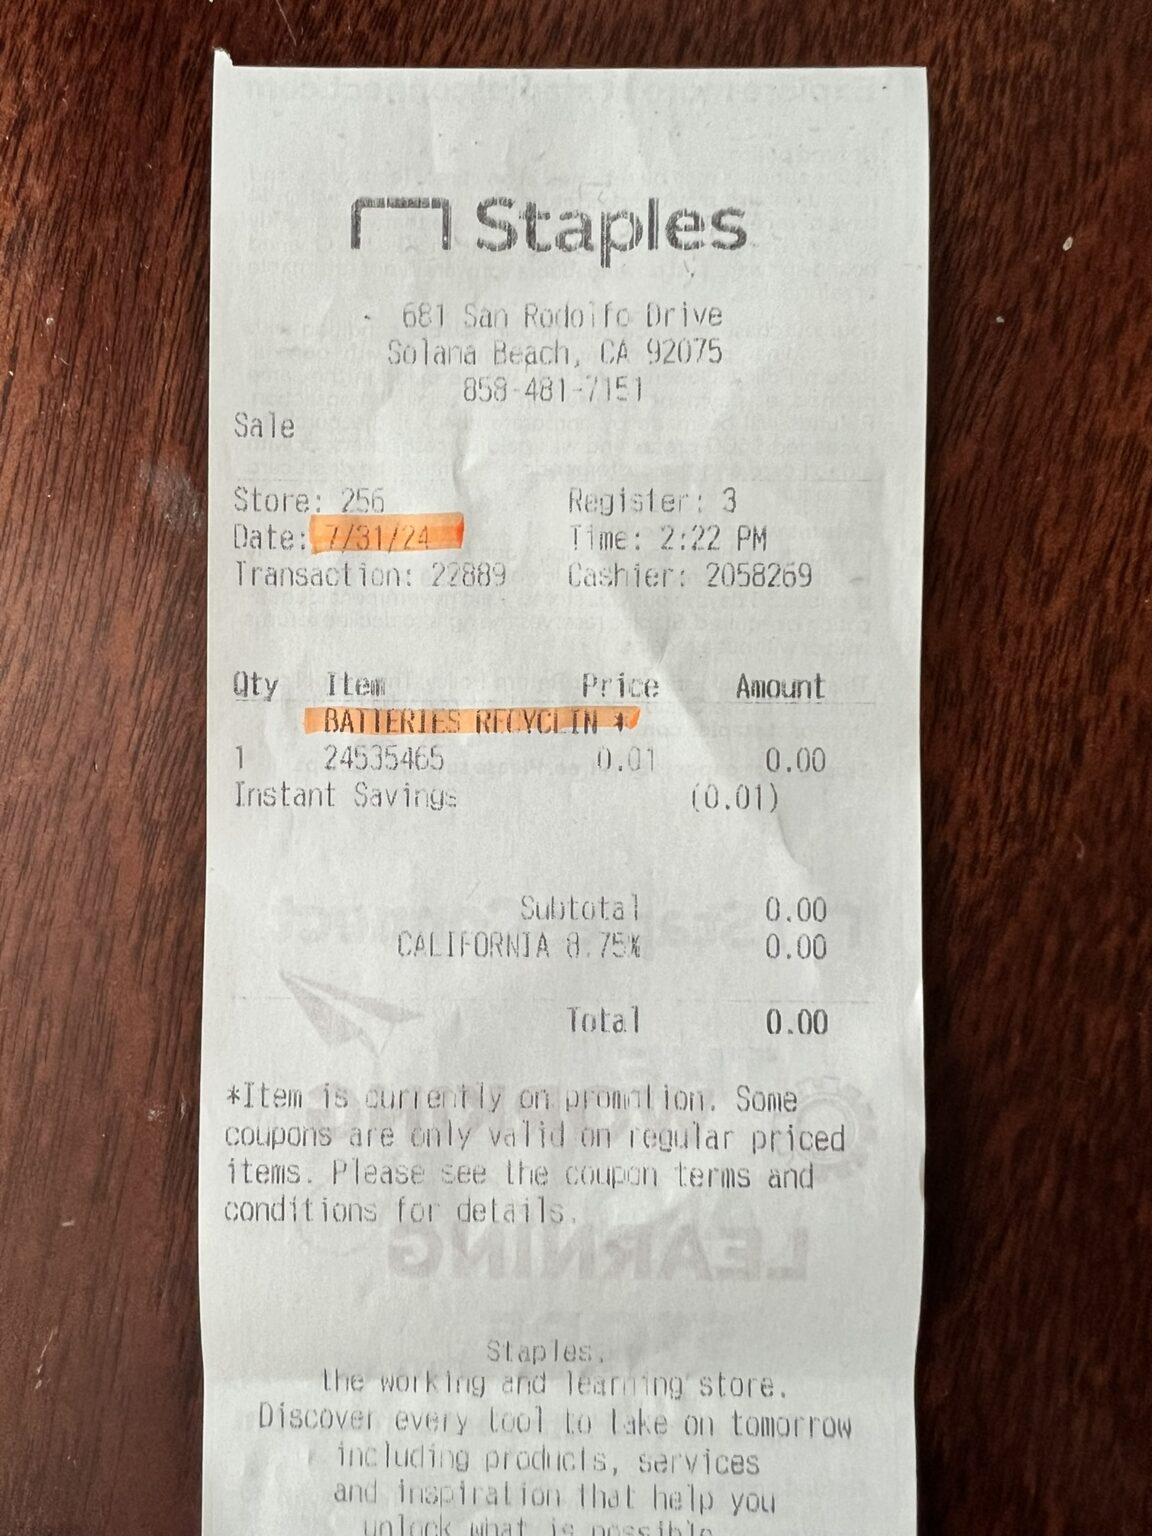 Staples
681 San Rodolfo Drive
Solana Beach, CA 92075
858-481-7151
Sale
Store: 256 Register: 3
Date: 7/31/24 Time: 2:22 PM
Transaction: 22889 Cashier: 2058269
Qty Item Price Amount
BATTERIES RECYCLIN *
1 24535465 0.01 0.00
Instant Savings (0.01)
Subtotal 0.00
CALIFORNIA 8.75% 0.00
Total 0.00
*Item is currently on promotion. Some
coupons are only valid on regular priced
items. Please see the coupon terms and
conditions for details.
Staples.
the working and learning store.
Discover every tool to take on tomorrow
including products, services
and inspiration that help you
unlock what is possible.